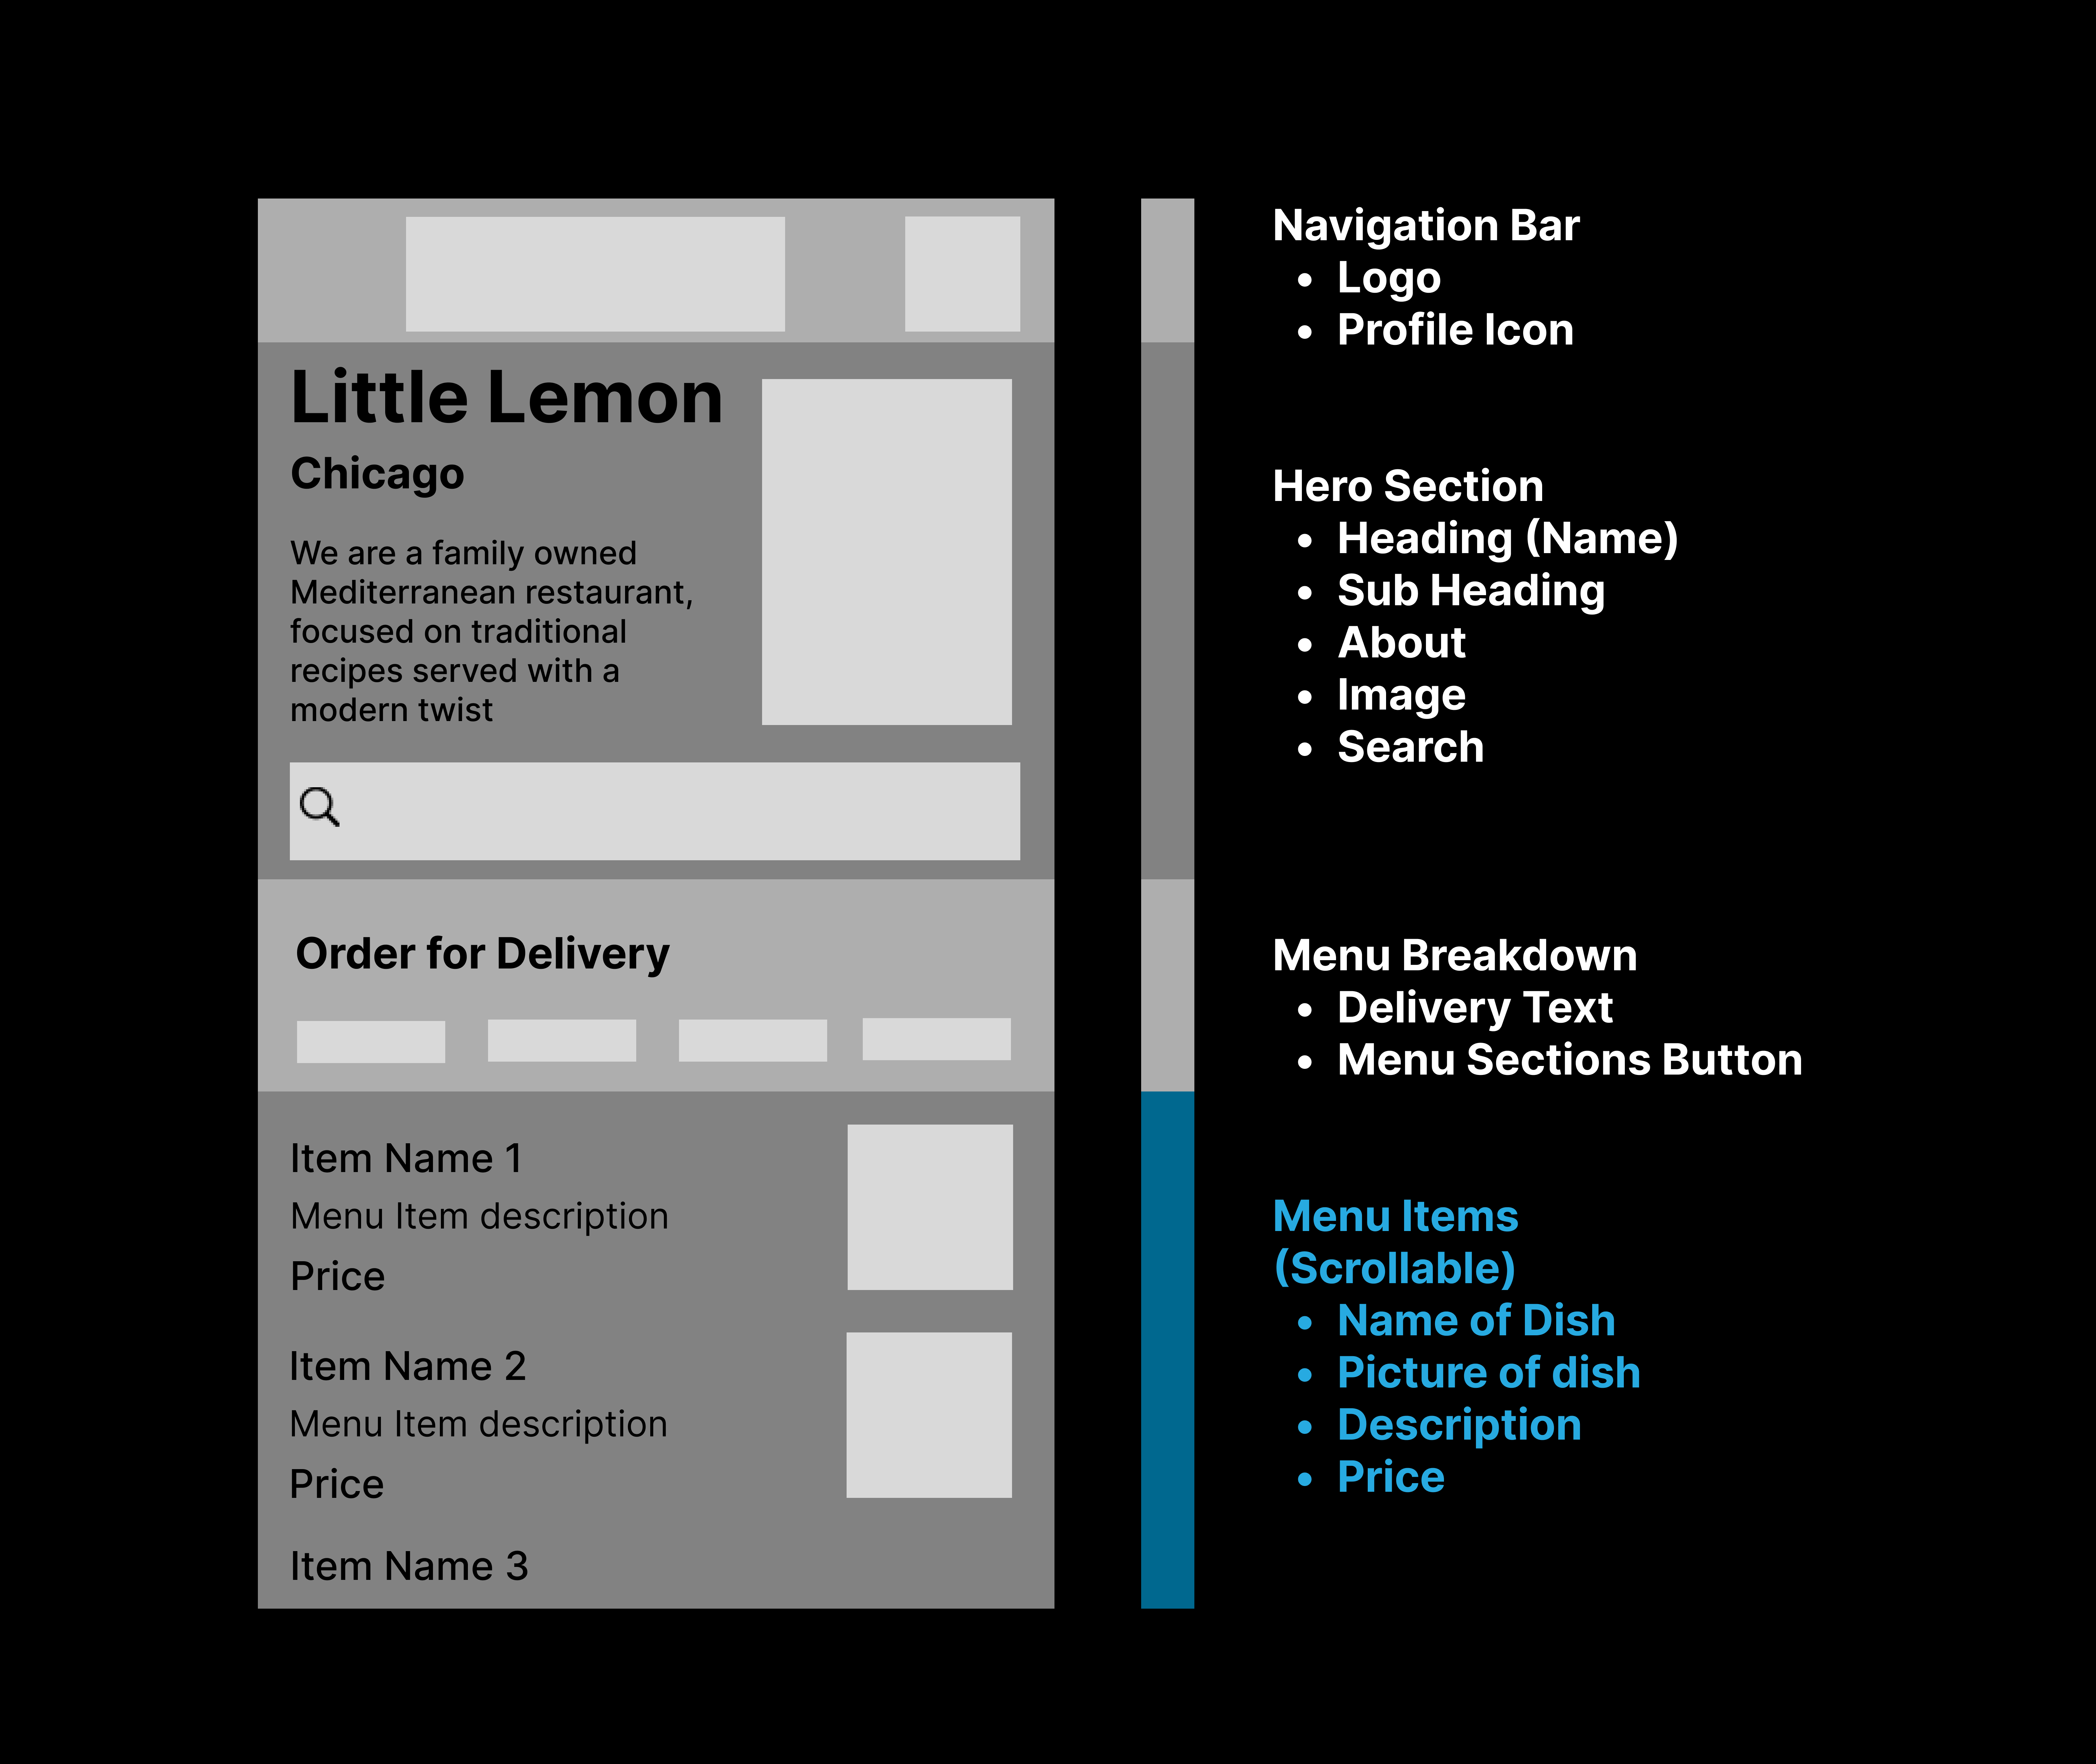 Little Lemon
Chicago
We are a family owned
Mediterranean restaurant,
focused on traditional
recipes served with a
modern twist
Order for Delivery
Item Name 1
Menu Item description
Price
Item Name 2
Menu Item description
Price
Item Name 3
Navigation Bar
• Logo
• Profile Icon
Hero Section
• Heading (Name)
• Sub Heading
• About
• Image
• Search
Menu Breakdown
• Delivery Text
• Menu Sections Button
Menu Items
(Scrollable)
• Name of Dish
• Picture of dish
• Description
• Price